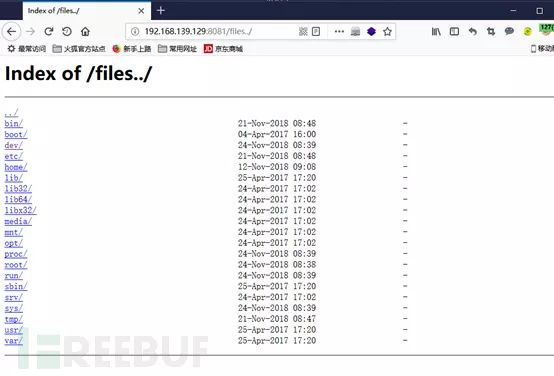 Index of /files../
192.168.139.129:8081/files../
127
最常访问 火狐官方站点 新手上路 常用网址 JD 京东商城 移动
Index of /files../
../
bin/ 21-Nov-2018 08:48 -
boot/ 04-Apr-2017 16:00 -
dev/ 24-Nov-2018 08:39 -
etc/ 21-Nov-2018 08:48 -
home/ 12-Nov-2018 09:08 -
lib/ 25-Apr-2017 17:20 -
lib32/ 24-Apr-2017 17:02 -
lib64/ 24-Apr-2017 17:02 -
libx32/ 24-Apr-2017 17:02 -
media/ 24-Apr-2017 17:02 -
mnt/ 24-Apr-2017 17:02 -
opt/ 24-Apr-2017 17:02 -
proc/ 24-Nov-2018 08:39 -
root/ 24-Nov-2018 08:38 -
run/ 24-Nov-2018 08:39 -
sbin/ 25-Apr-2017 17:20 -
srv/ 24-Apr-2017 17:02 -
sys/ 24-Nov-2018 08:39 -
tmp/ 21-Nov-2018 08:47 -
usr/ 25-Apr-2017 17:20 -
var/ 25-Apr-2017 17:20 -
FREEBUF